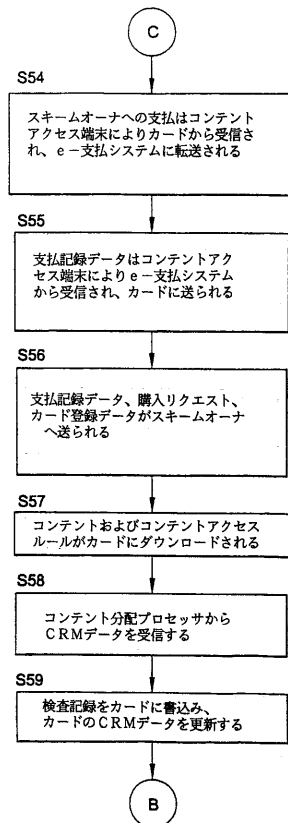 C
S54
スキームオーナへの支払はコンテント
アクセス端末によりカードから受信さ
れ、e－支払システムに転送される
S55
支払記録データはコンテントアク
セス端末によりe－支払システム
から受信され、カードに送られる
S56
支払記録データ、購入リクエスト、
カード登録データがスキームオーナ
へ送られる
S57
コンテントおよびコンテントアクセス
ルールがカードにダウンロードされる
S58
コンテント分配プロセッサから
CRMデータを受信する
S59
検査記録をカードに書込み、
カードのCRMデータを更新する
B